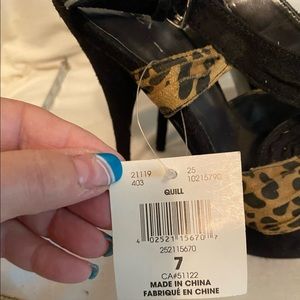 21119 25
403 10215790
QUILL
4 02521 15670 7
252115670
7
CA#51122
MADE IN CHINA
FABRIQUÉ EN CHINE